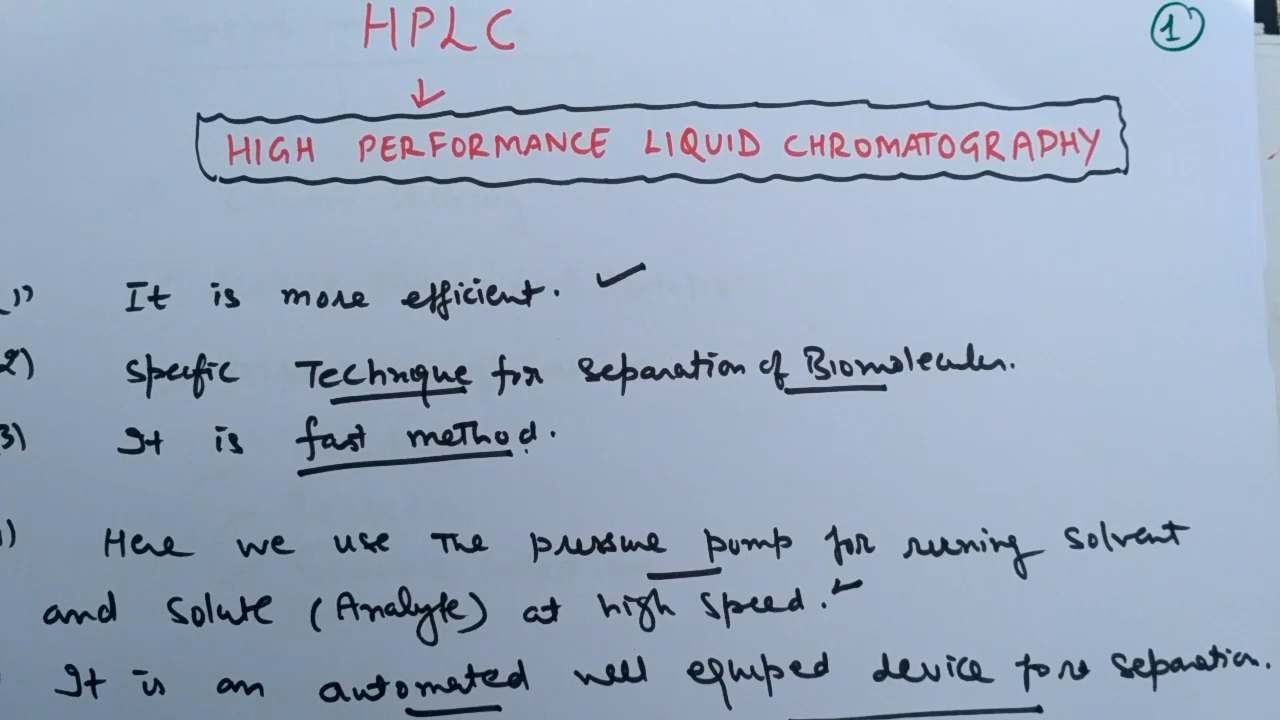 HPLC
1
HIGH PERFORMANCE LIQUID CHROMATOGRAPHY
1) It is more efficient.
2) Spefic Technique for separation of Biomolecules.
3) It is fast method.
) Here we use the pressure pump for running solvent
and solute (Analyte) at high speed.
It is an automated well equiped device for separation.